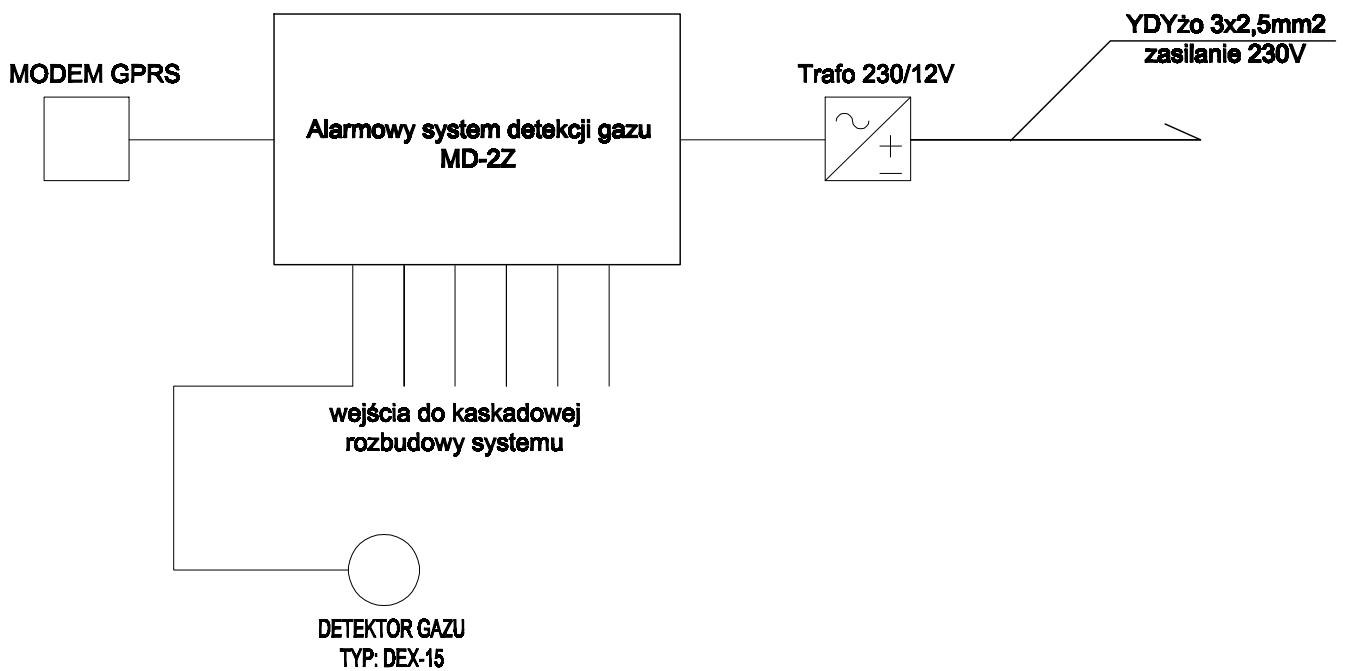 YDYżo 3x2,5mm2
zasilanie 230V
MODEM GPRS
Trafo 230/12V
Alarmowy system detekcji gazu
MD-2Z
wejścia do kaskadowej
rozbudowy systemu
DETEKTOR GAZU
TYP: DEX-15